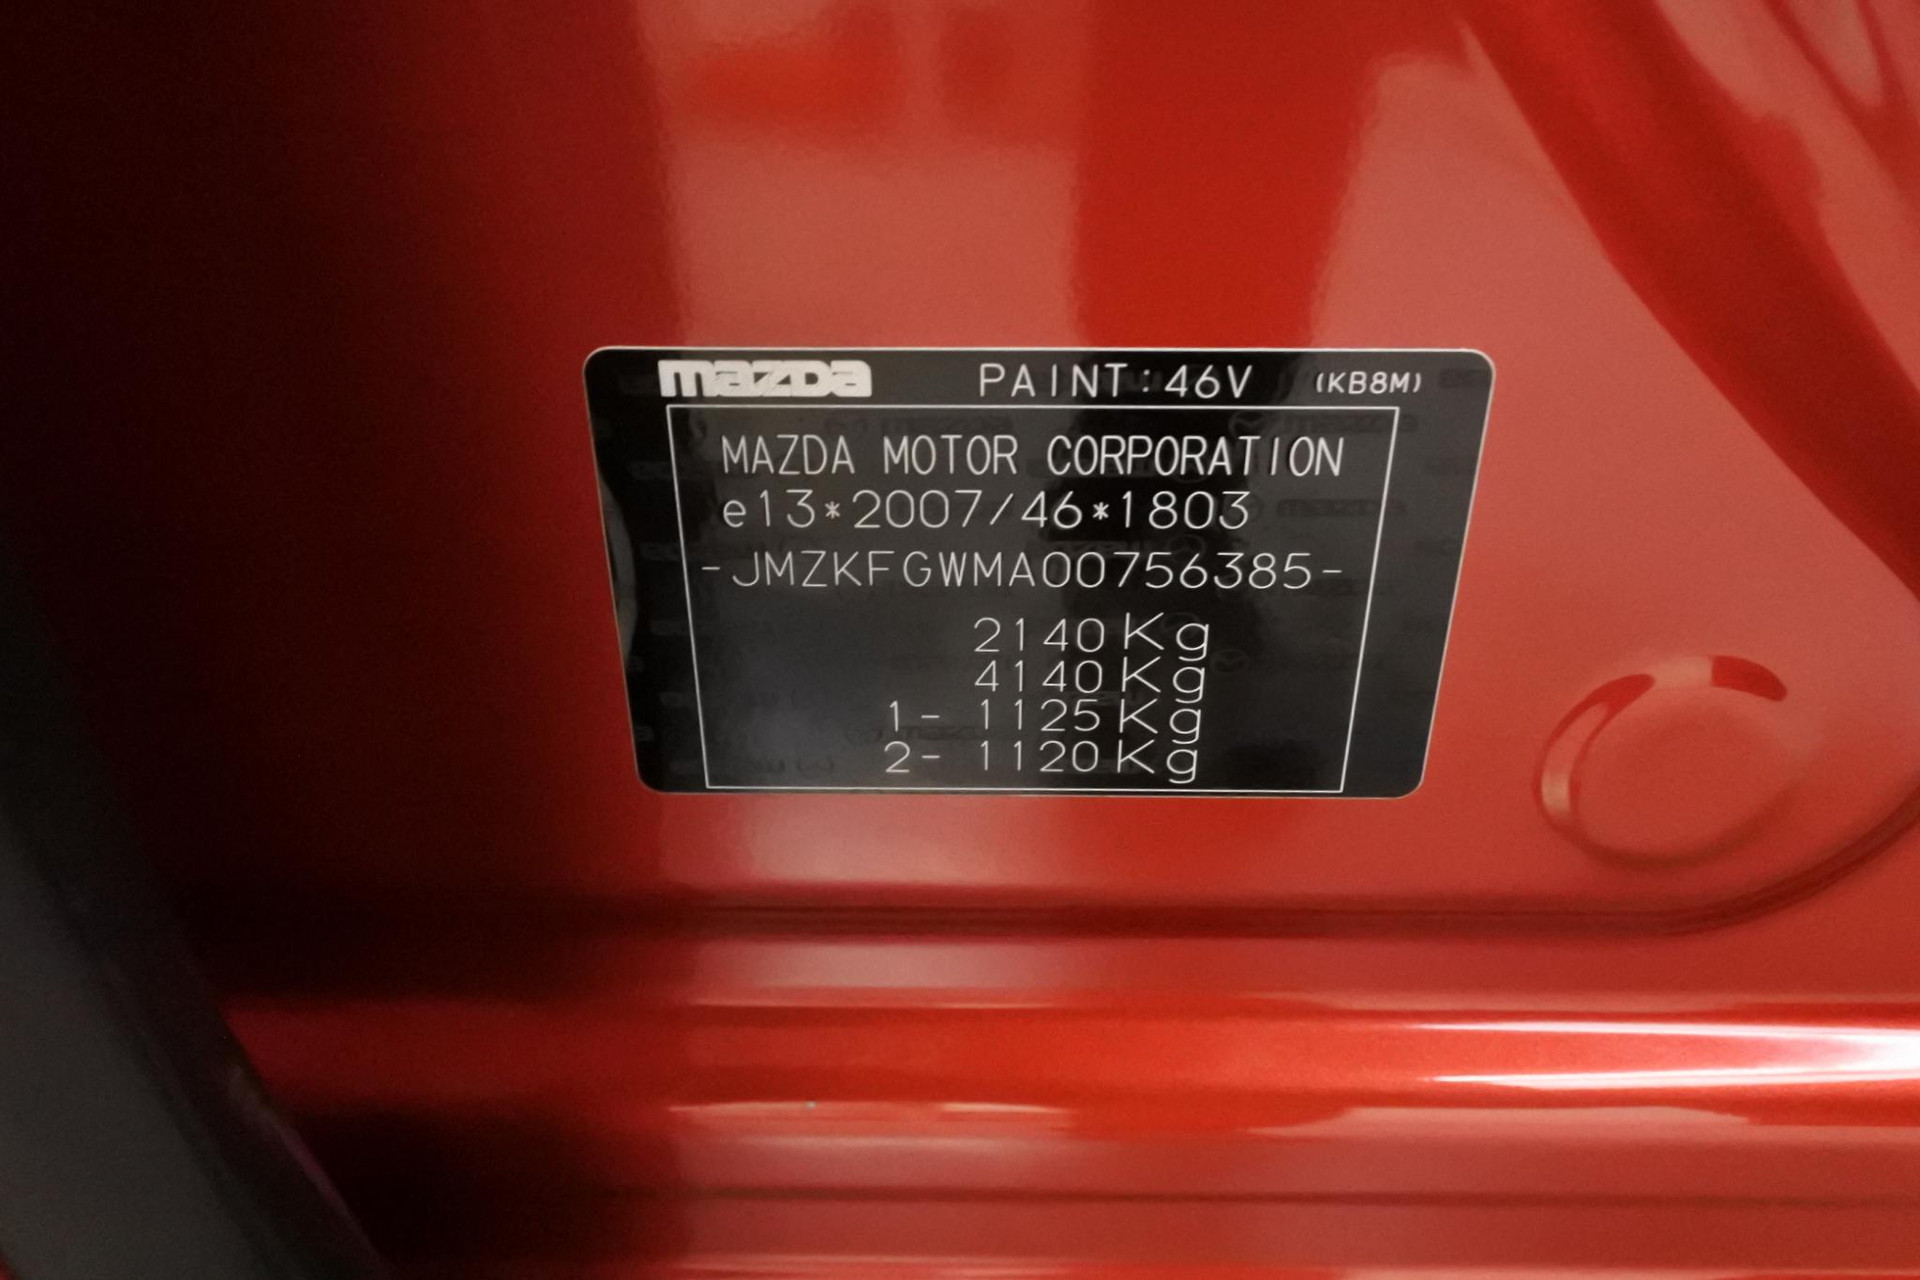 mazda PAINT:46V (KB8M)
MAZDA MOTOR CORPORATION
e13*2007/46*1803
-JMZKFGWMA00756385-
2140Kg
4140Kg
1- 1125Kg
2- 1120Kg